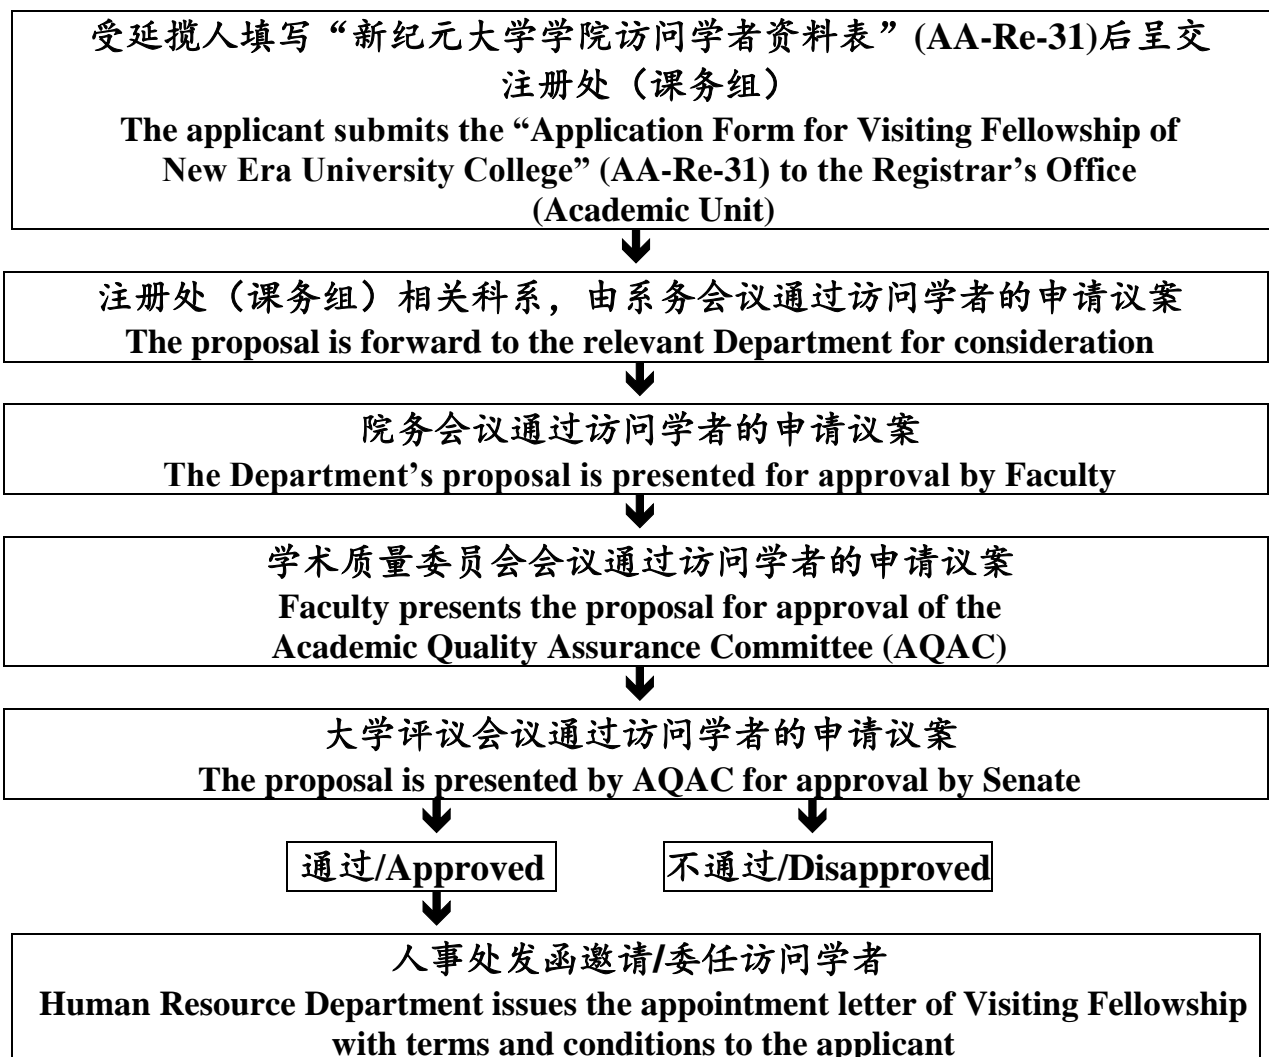 受延揽人填写“新纪元大学学院访问学者资料表”(AA-Re-31)后呈交
注册处（课务组）
The applicant submits the “Application Form for Visiting Fellowship of
New Era University College” (AA-Re-31) to the Registrar’s Office
(Academic Unit)
注册处（课务组）相关科系，由系务会议通过访问学者的申请议案
The proposal is forward to the relevant Department for consideration
院务会议通过访问学者的申请议案
The Department’s proposal is presented for approval by Faculty
学术质量委员会会议通过访问学者的申请议案
Faculty presents the proposal for approval of the
Academic Quality Assurance Committee (AQAC)
大学评议会议通过访问学者的申请议案
The proposal is presented by AQAC for approval by Senate
通过/Approved
不通过/Disapproved
人事处发函邀请/委任访问学者
Human Resource Department issues the appointment letter of Visiting Fellowship
with terms and conditions to the applicant